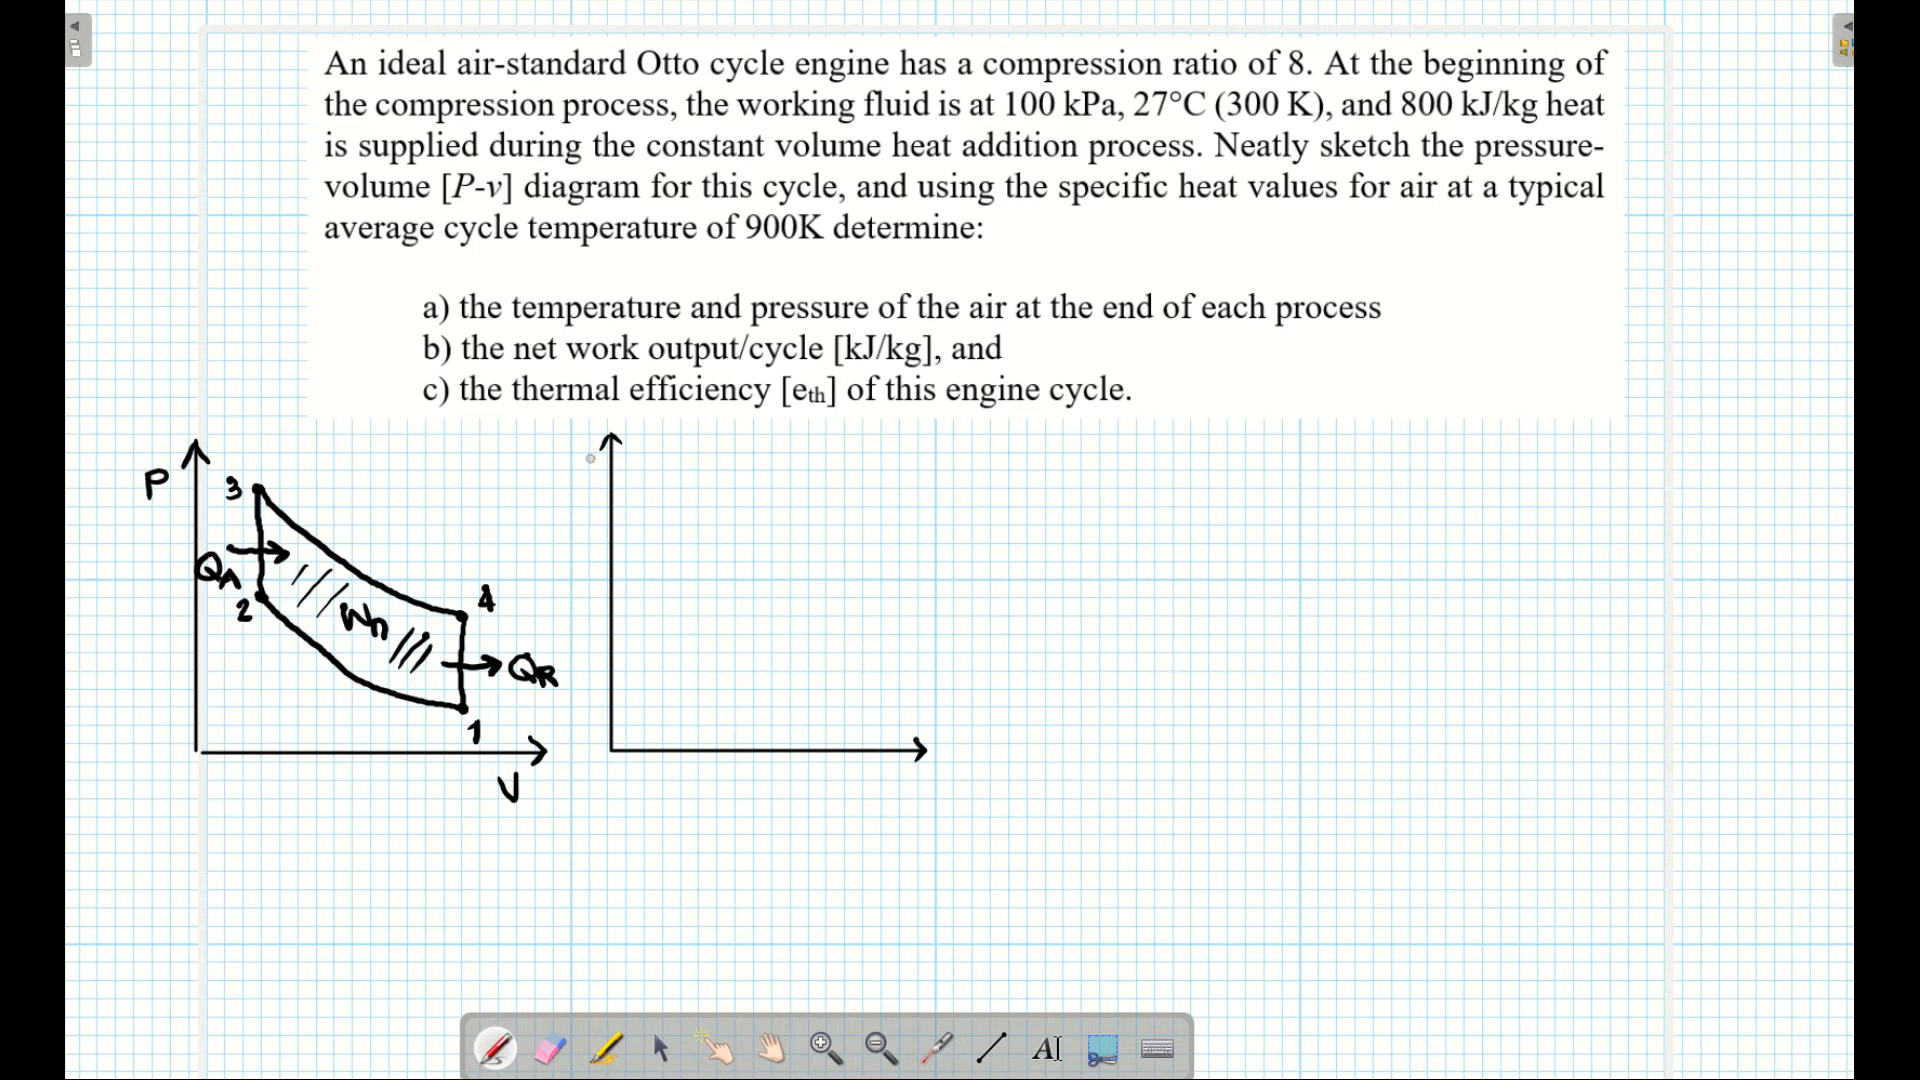 An ideal air-standard Otto cycle engine has a compression ratio of 8. At the beginning of
the compression process, the working fluid is at 100 kPa, 27°C (300 K), and 800 kJ/kg heat
is supplied during the constant volume heat addition process. Neatly sketch the pressure-
volume [P-v] diagram for this cycle, and using the specific heat values for air at a typical
average cycle temperature of 900K determine:
a) the temperature and pressure of the air at the end of each process
b) the net work output/cycle [kJ/kg], and
c) the thermal efficiency [eth] of this engine cycle.
P
3
QA
2
Wn
4
QR
1
V
AI